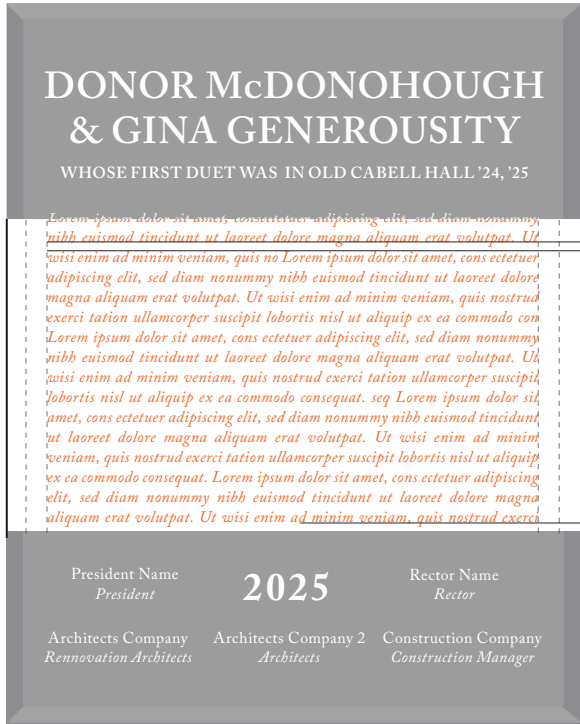 DONOR McDONOHOUGH
& GINA GENEROUSITY
WHOSE FIRST DUET WAS IN OLD CABELL HALL ’24, ’25
Lorem ipsum dolor sit amet, consectetuer adipiscing elit, sed diam nonummy
nibh euismod tincidunt ut laoreet dolore magna aliquam erat volutpat. Ut
wisi enim ad minim veniam, quis no Lorem ipsum dolor sit amet, cons ectetuer
adipiscing elit, sed diam nonummy nibh euismod tincidunt ut laoreet dolore
magna aliquam erat volutpat. Ut wisi enim ad minim veniam, quis nostrud
exerci tation ullamcorper suscipit lobortis nisl ut aliquip ex ea commodo con
Lorem ipsum dolor sit amet, cons ectetuer adipiscing elit, sed diam nonummy
nibh euismod tincidunt ut laoreet dolore magna aliquam erat volutpat. Ut
wisi enim ad minim veniam, quis nostrud exerci tation ullamcorper suscipit
lobortis nisl ut aliquip ex ea commodo consequat. seq Lorem ipsum dolor sit
amet, cons ectetuer adipiscing elit, sed diam nonummy nibh euismod tincidunt
ut laoreet dolore magna aliquam erat volutpat. Ut wisi enim ad minim
veniam, quis nostrud exerci tation ullamcorper suscipit lobortis nisl ut aliquip
ex ea commodo consequat. Lorem ipsum dolor sit amet, cons ectetuer adipiscing
elit, sed diam nonummy nibh euismod tincidunt ut laoreet dolore magna
aliquam erat volutpat. Ut wisi enim ad minim veniam, quis nostrud exerci
President Name
President
2025
Rector Name
Rector
Architects Company
Rennovation Architects
Architects Company 2
Architects
Construction Company
Construction Manager